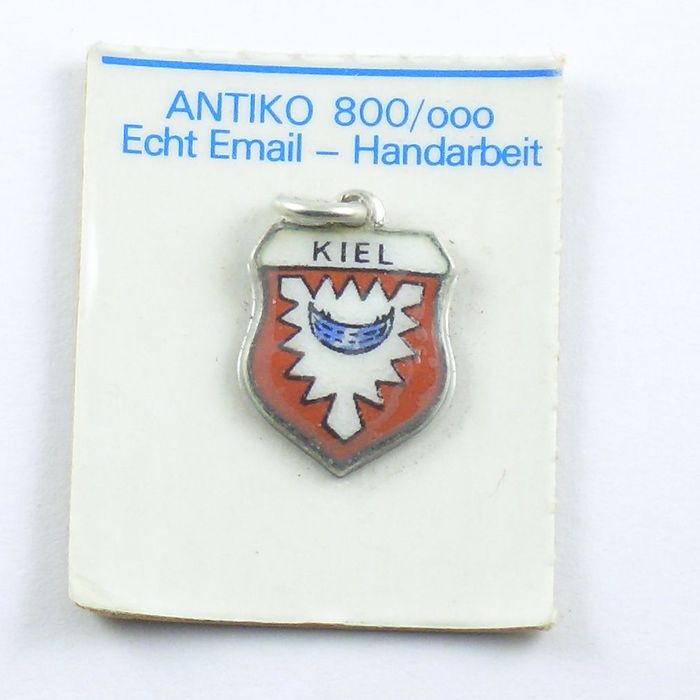 ANTIKO 800/ooo
Echt Email – Handarbeit
KIEL